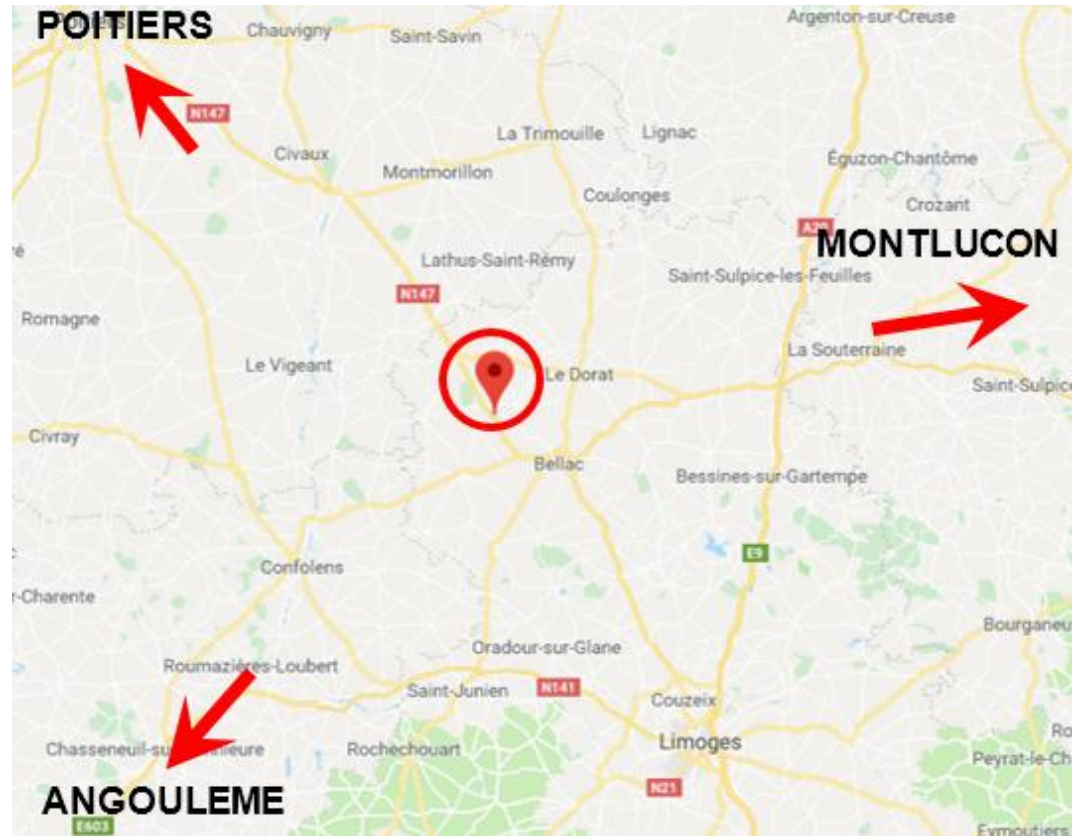 POITIERS
Chauvigny
Saint-Savin
Argenton-sur-Creuse
N147
La Trimouille
Lignac
Civaux
Montmorillon
Éguzon-Chantôme
Coulonges
Crozant
MONTLUCON
Lathus-Saint-Rémy
Saint-Sulpice-les-Feuilles
N147
Romagne
La Souterraine
Le Vigeant
Le Dorat
Saint-Sulpice
Civray
Bellac
Bessines-sur-Gartempe
E9
Confolens
-Charente
Bourganeu
Oradour-sur-Glane
Roumazières-Loubert
Saint-Junien
N141
Couzeix
Limoges
Chasseneuil-su nnieure
Rochechouart
Peyrat-le-Ch
N21
ANGOULEME
E603
Eymoutiers